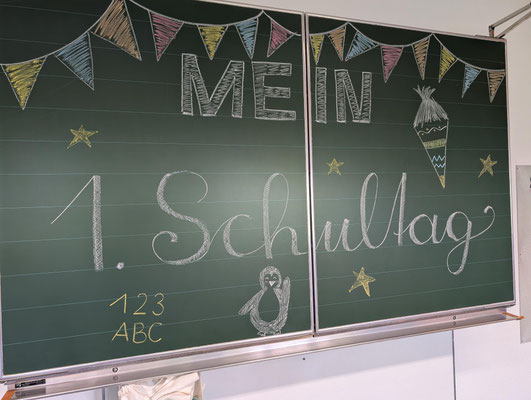 MEIN
1. Schultag
123
ABC